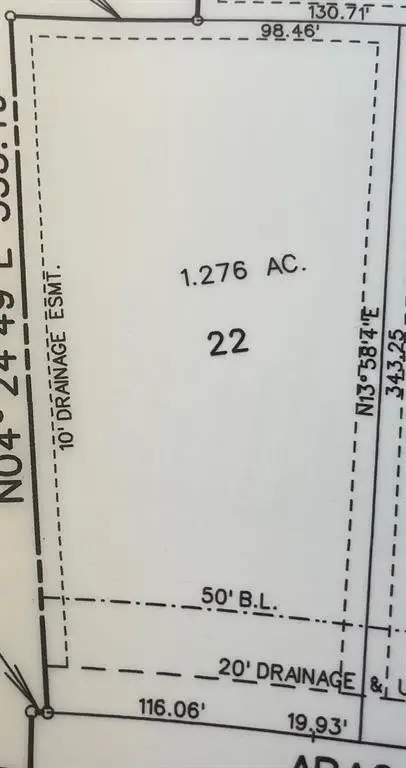 130.71'
98.46'
1.276 AC.
22
10' DRAINAGE ESMT.
N04° 24' 49" E
N13° 58'4"E
343.25
50' B.L.
20' DRAINAGE & U
116.06'
19.93'